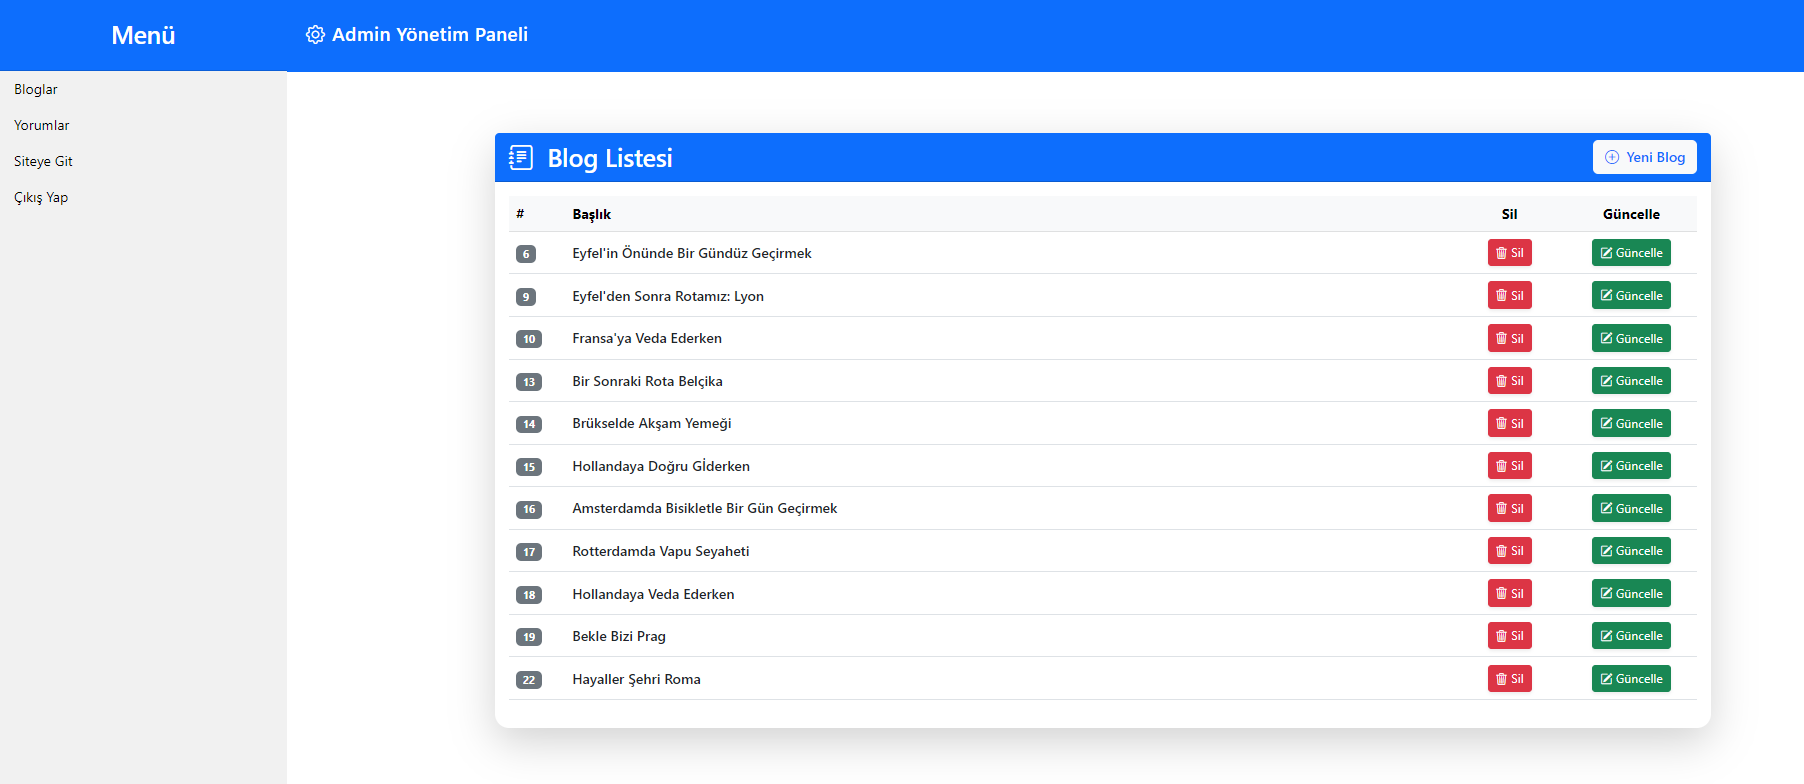 Menü
Admin Yönetim Paneli
Bloglar
Yorumlar
Siteye Git
Çıkış Yap
Blog Listesi
Yeni Blog
# Başlık Sil Güncelle
6 Eyfel'in Önünde Bir Gündüz Geçirmek Sil Güncelle
9 Eyfel'den Sonra Rotamız: Lyon Sil Güncelle
10 Fransa'ya Veda Ederken Sil Güncelle
13 Bir Sonraki Rota Belçika Sil Güncelle
14 Brükselde Akşam Yemeği Sil Güncelle
15 Hollandaya Doğru Gİderken Sil Güncelle
16 Amsterdamda Bisikletle Bir Gün Geçirmek Sil Güncelle
17 Rotterdamda Vapu Seyaheti Sil Güncelle
18 Hollandaya Veda Ederken Sil Güncelle
19 Bekle Bizi Prag Sil Güncelle
22 Hayaller Şehri Roma Sil Güncelle